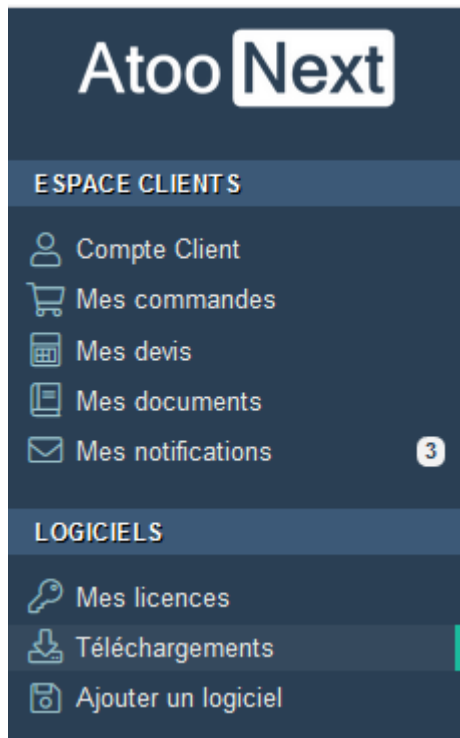 Atoo Next
ESPACE CLIENTS
Compte Client
Mes commandes
Mes devis
Mes documents
Mes notifications 3
LOGICIELS
Mes licences
Téléchargements
Ajouter un logiciel